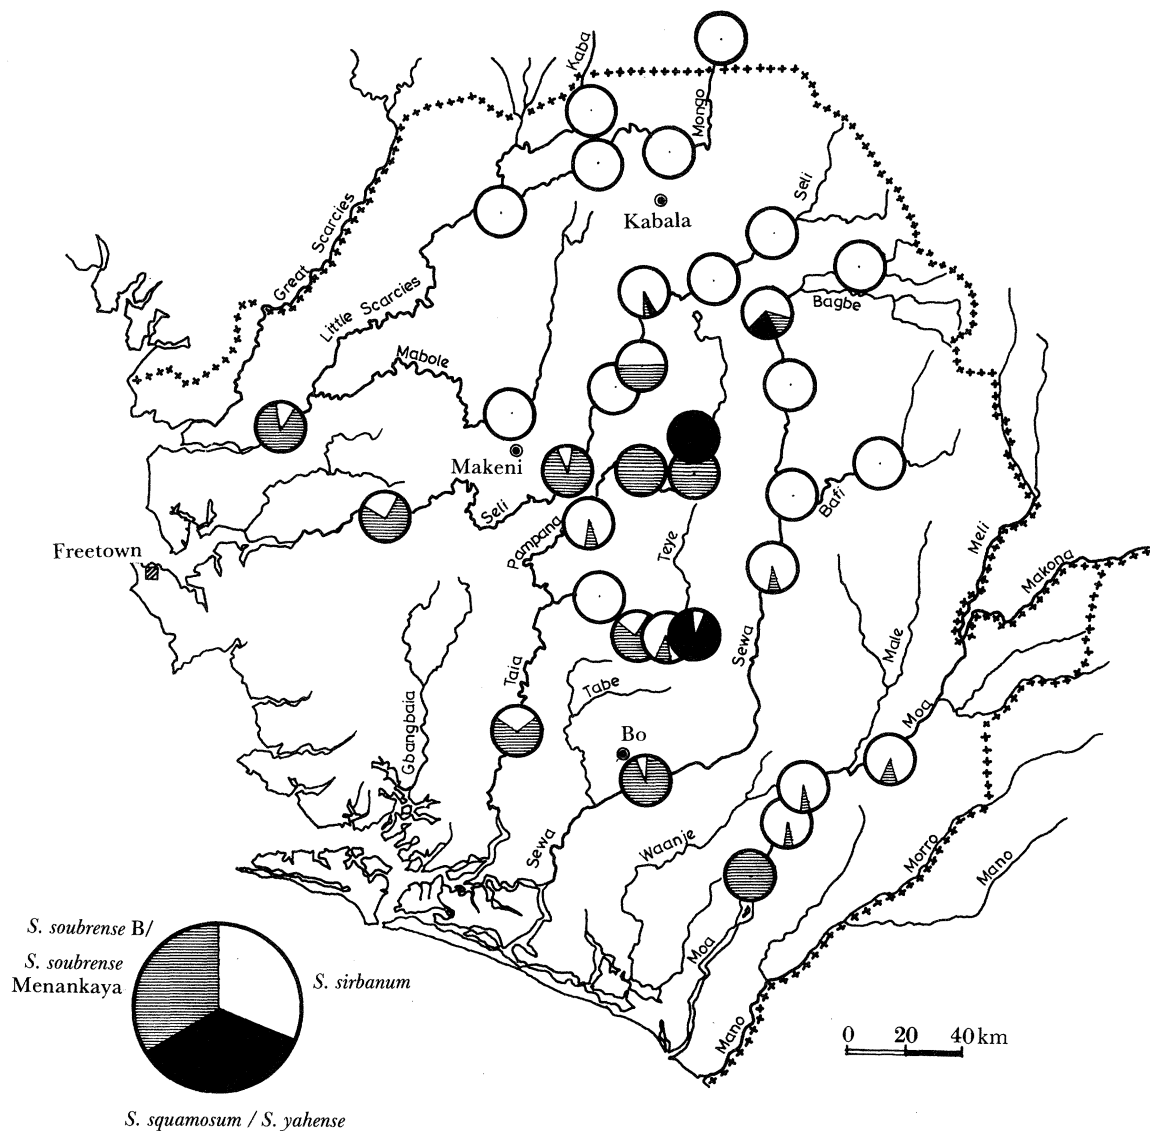 Kaba
Mongo
Seli
Kabala
Great Scarcies
Little Scarcies
Bagbe
Mabole
Makeni
Seli
Bafi
Pampana
Teye
Meli
Makona
Freetown
Sewa
Male
Taia
Tabe
Gbangbaia
Moa
Bo
Sewa
Waanje
Morro
Mano
S. soubrense B/
S. soubrense
Menankaya
S. sirbanum
Moa
Mano
0 20 40 km
S. squamosum / S. yahense